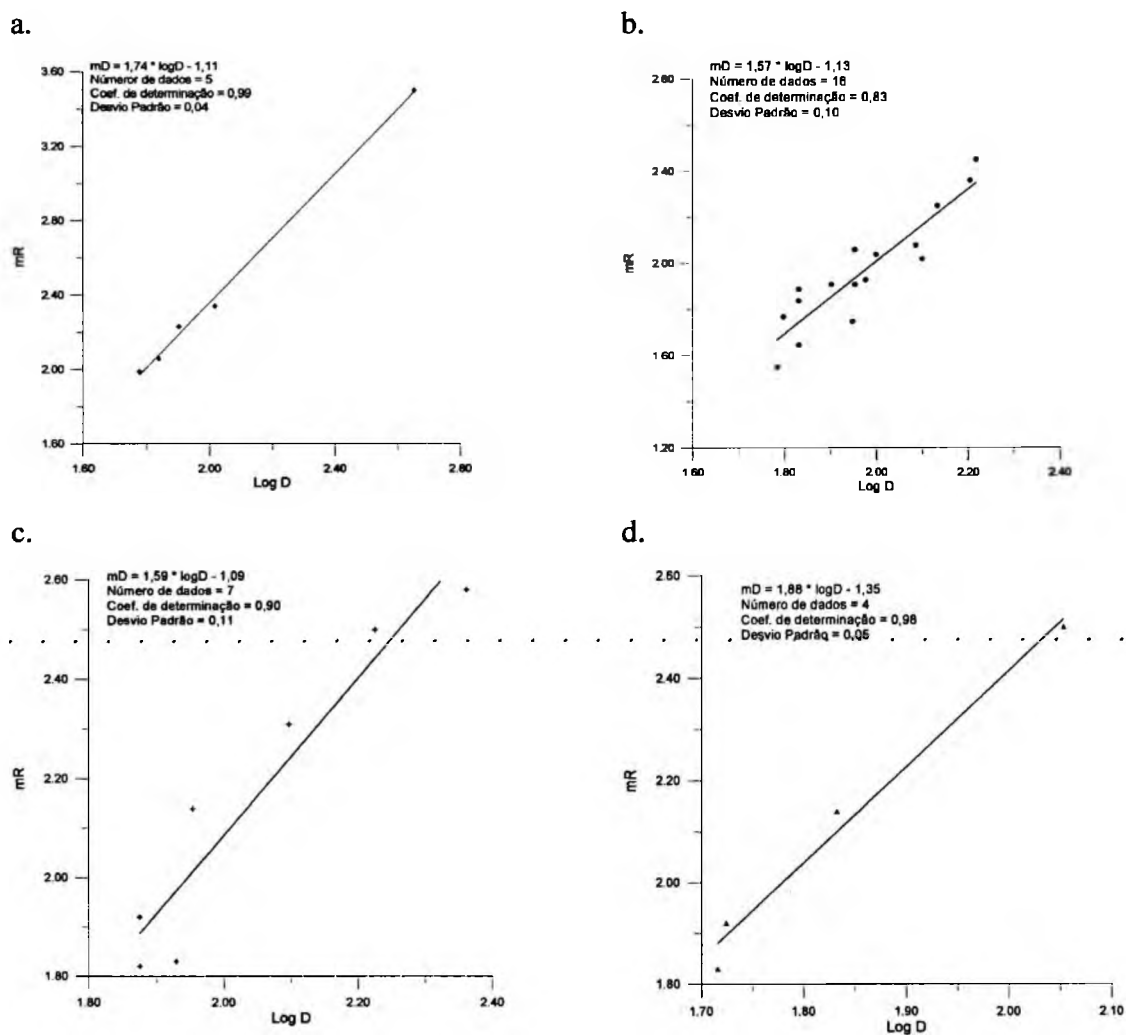 a.
mD = 1,74 * logD - 1,11
Númeror de dados = 5
Coef. de determinação = 0,99
Desvio Padrão = 0,04
3.60
3.20
2.80
2.40
2.00
1.60
mR
1.60
2.00
2.40
2.80
Log D
b.
mD = 1,57 * logD - 1,13
Número de dados = 16
Coef. de determinação = 0,83
Desvio Padrão = 0,10
2.80
2.40
2.00
1.60
1.20
mR
1.60
1.80
2.00
2.20
2.40
Log D
c.
mD = 1,59 * logD - 1,09
Número de dados = 7
Coef. de determinação = 0,90
Desvio Padrão = 0,11
2.60
2.40
2.20
2.00
1.80
mR
1.80
2.00
2.20
2.40
Log D
d.
mD = 1,88 * logD - 1,35
Número de dados = 4
Coef. de determinação = 0,98
Desvio Padrão = 0,05
2.60
2.40
2.20
2.00
1.80
mR
1.70
1.80
1.90
2.00
2.10
Log D